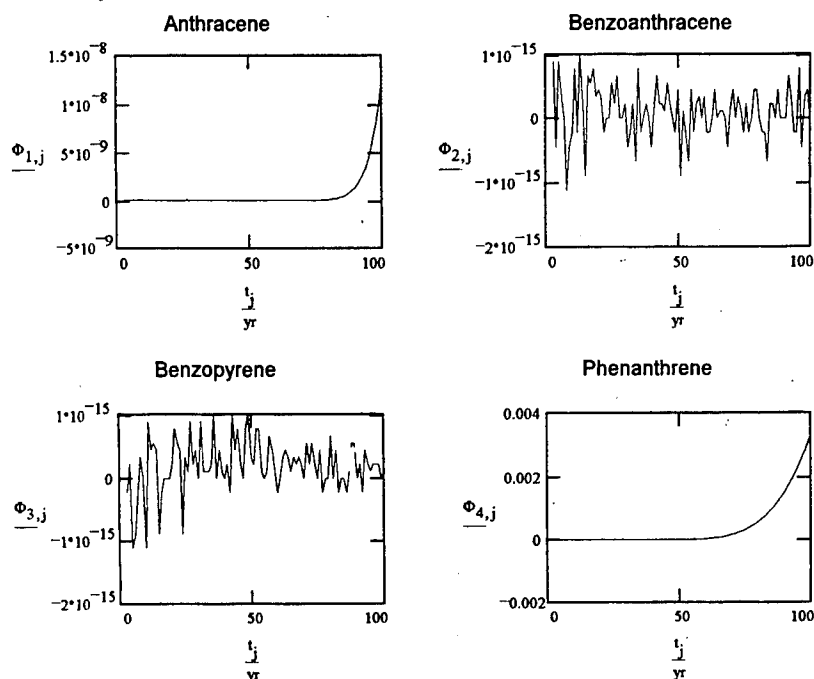 Anthracene
1.5*10^-8
1*10^-8
5*10^-9
0
-5*10^-9
Φ1,j
0 50 100
tj
yr
Benzoanthracene
1*10^-15
0
-1*10^-15
-2*10^-15
Φ2,j
0 50 100
tj
yr
Benzopyrene
1*10^-15
0
-1*10^-15
-2*10^-15
Φ3,j
0 50 100
tj
yr
Phenanthrene
0.004
0.002
0
-0.002
Φ4,j
0 50 100
tj
yr